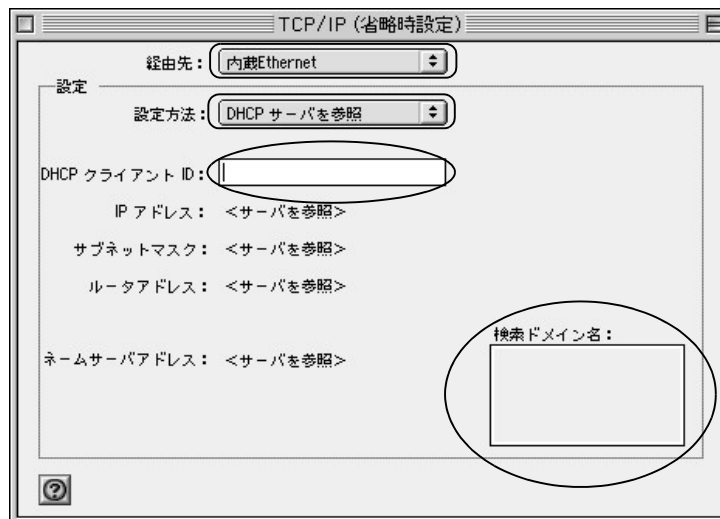 TCP/IP (省略時設定)
経由先: 内蔵Ethernet
設定
設定方法: DHCP サーバを参照
DHCP クライアント ID:
IP アドレス: <サーバを参照>
サブネットマスク: <サーバを参照>
ルータアドレス: <サーバを参照>
検索ドメイン名:
ネームサーバアドレス: <サーバを参照>
?